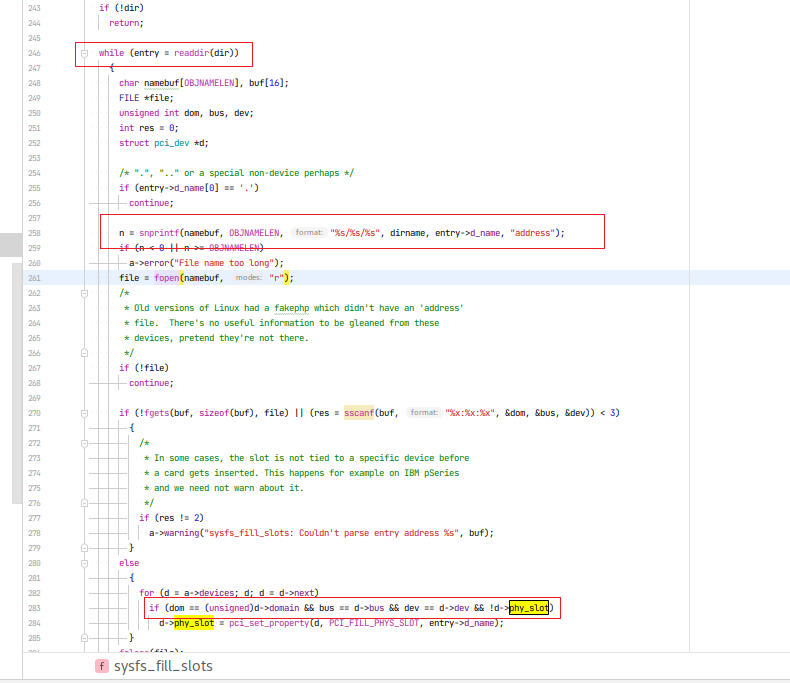 243 if (!dir)
244 return;
245
246 while (entry = readdir(dir))
247 {
248 char namebuf[OBJNAMELEN], buf[16];
249 FILE *file;
250 unsigned int dom, bus, dev;
251 int res = 0;
252 struct pci_dev *d;
253
254 /* ".", ".." or a special non-device perhaps */
255 if (entry->d_name[0] == '.')
256 continue;
257
258 n = snprintf(namebuf, OBJNAMELEN, format: "%s/%s/%s", dirname, entry->d_name, "address");
259 if (n < 0 || n >= OBJNAMELEN)
260 a->error("File name too long");
261 file = fopen(namebuf, modes: "r");
262 /*
263 * Old versions of Linux had a fakephp which didn't have an 'address'
264 * file. There's no useful information to be gleaned from these
265 * devices, pretend they're not there.
266 */
267 if (!file)
268 continue;
269
270 if (!fgets(buf, sizeof(buf), file) || (res = sscanf(buf, format: "%x:%x:%x", &dom, &bus, &dev)) < 3)
271 {
272 /*
273 * In some cases, the slot is not tied to a specific device before
274 * a card gets inserted. This happens for example on IBM pSeries
275 * and we need not warn about it.
276 */
277 if (res != 2)
278 a->warning("sysfs_fill_slots: Couldn't parse entry address %s", buf);
279 }
280 else
281 {
282 for (d = a->devices; d; d = d->next)
283 if (dom == (unsigned)d->domain && bus == d->bus && dev == d->dev && !d->phy_slot)
284 d->phy_slot = pci_set_property(d, PCI_FILL_PHYS_SLOT, entry->d_name);
285 }
f sysfs_fill_slots